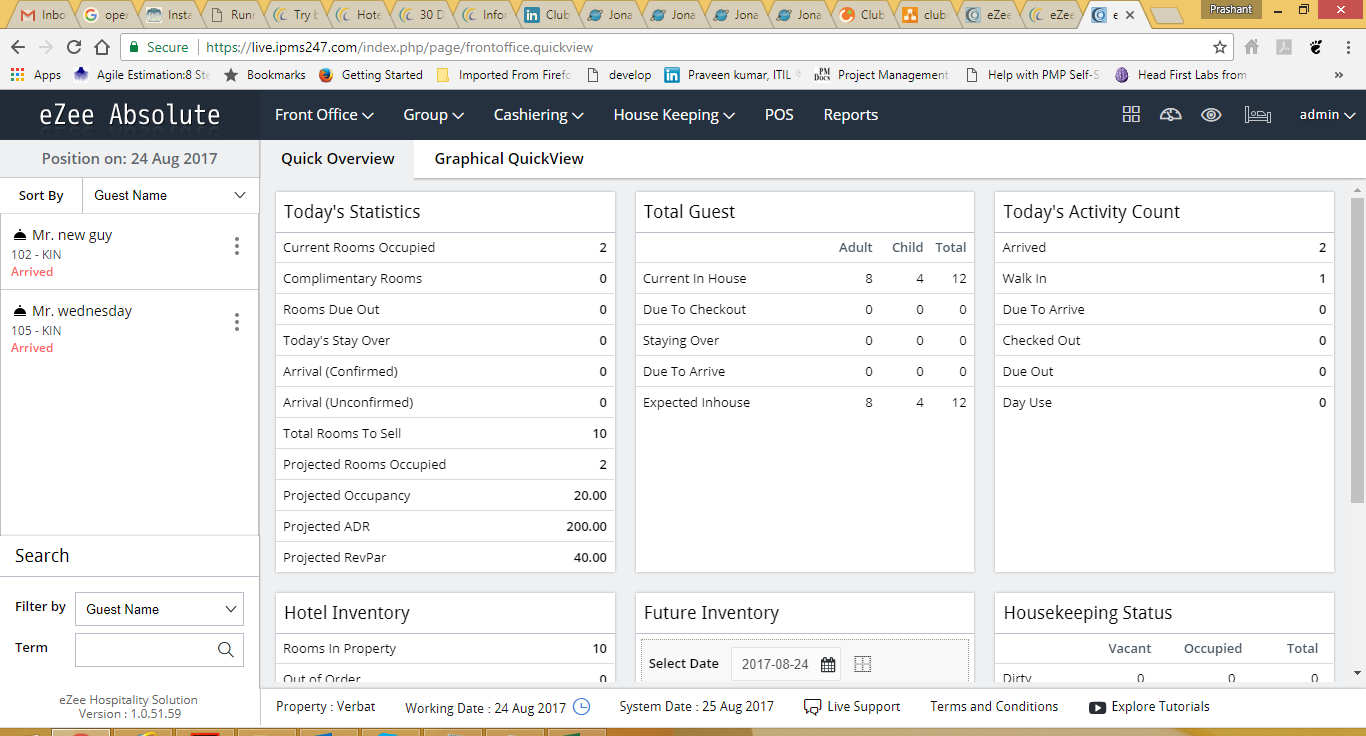 Inbo
oper
Insta
Runr
Try b
Hote
30 D
Infor
Club
Jona
Jona
Jona
Jona
Club
club
eZee
eZee
e
Prashant
Secure
https://live.ipms247.com/index.php/page/frontoffice.quickview
Apps
Agile Estimation:8 Ste
Bookmarks
Getting Started
Imported From Firefo
develop
Praveen kumar, ITIL ®
PM DOCS Project Management
Help with PMP Self-S
Head First Labs from
»
eZee Absolute
Front Office
Group
Cashiering
House Keeping
POS
Reports
admin
Position on: 24 Aug 2017
Quick Overview
Graphical QuickView
Sort By Guest Name
Mr. new guy
102 - KIN
Arrived
Mr. wednesday
105 - KIN
Arrived
Search
Filter by Guest Name
Term
eZee Hospitality Solution
Version : 1.0.51.59
Today's Statistics
Current Rooms Occupied 2
Complimentary Rooms 0
Rooms Due Out 0
Today's Stay Over 0
Arrival (Confirmed) 0
Arrival (Unconfirmed) 0
Total Rooms To Sell 10
Projected Rooms Occupied 2
Projected Occupancy 20.00
Projected ADR 200.00
Projected RevPar 40.00
Total Guest
Adult Child Total
Current In House 8 4 12
Due To Checkout 0 0 0
Staying Over 0 0 0
Due To Arrive 0 0 0
Expected Inhouse 8 4 12
Today's Activity Count
Arrived 2
Walk In 1
Due To Arrive 0
Checked Out 0
Due Out 0
Day Use 0
Hotel Inventory
Rooms In Property 10
Out of Order 0
Future Inventory
Select Date 2017-08-24
Housekeeping Status
Vacant Occupied Total
Dirty 0 0 0
Property : Verbat
Working Date : 24 Aug 2017
System Date : 25 Aug 2017
Live Support
Terms and Conditions
Explore Tutorials